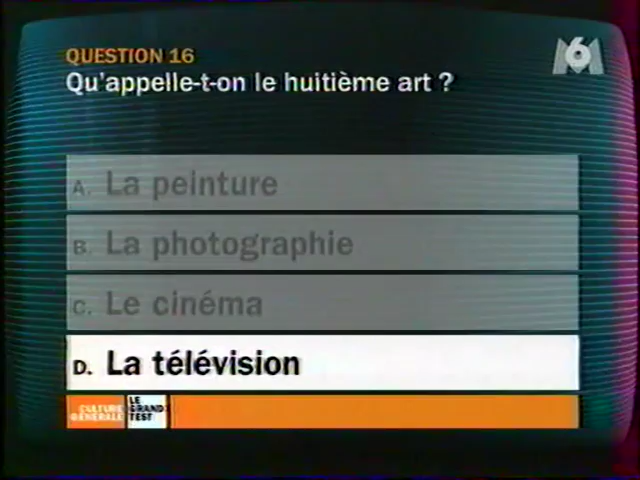 QUESTION 16
M6
Qu'appelle-t-on le huitième art ?
A. La peinture
B. La photographie
C. Le cinéma
D. La télévision
CULTURE
GÉNÉRALE
LE
GRAND
TEST